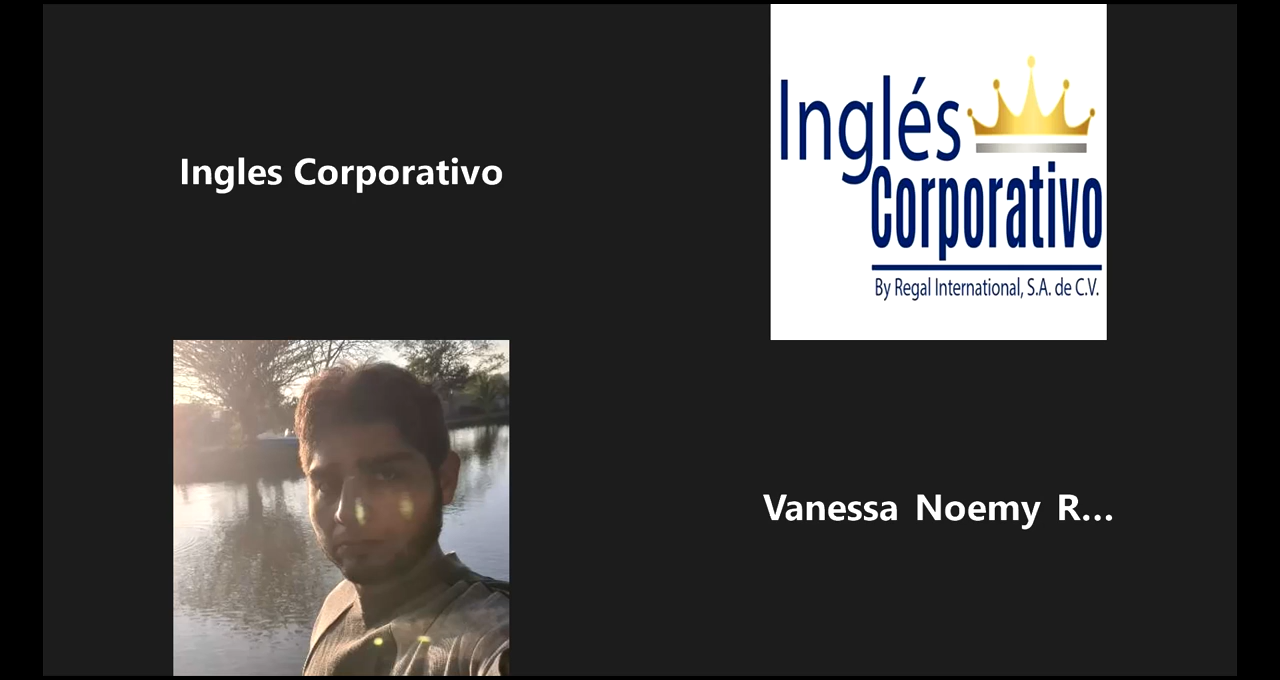 Ingles Corporativo
Inglés
Corporativo
By Regal International, S.A. de C.V.
Vanessa Noemy R...